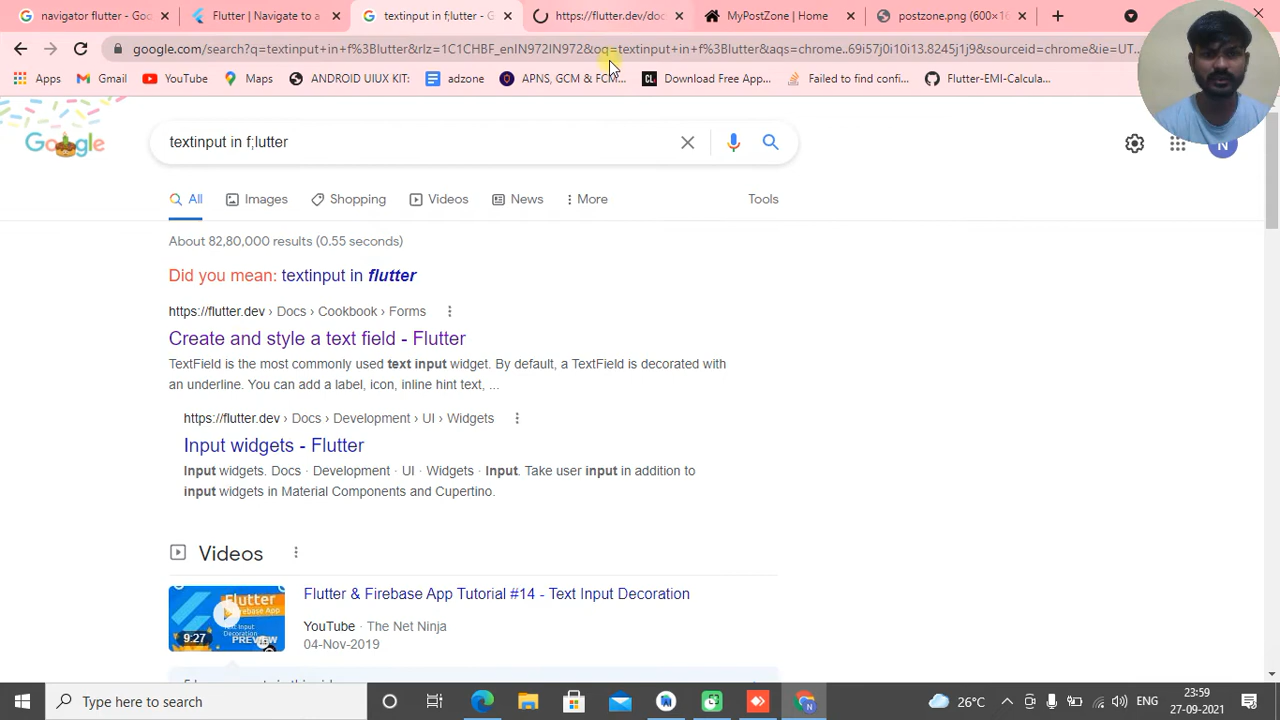 navigator flutter - Goo
Flutter | Navigate to a
textinput in f;lutter - G
https://flutter.dev/doc
MyPostZone | Home
postzone.png (600×16
google.com/search?q=textinput+in+f%3Blutter&rlz=1C1CHBF_enIN972IN972&oq=textinput+in+f%3Blutter&aqs=chrome..69i57j0i10i13.8245j1j9&sourceid=chrome&ie=UT...
Apps
Gmail
YouTube
Maps
ANDROID UIUX KIT:
adzone
APNS, GCM & FCM...
Download Free App...
Failed to find confi...
Flutter-EMI-Calcula...
Google
textinput in f;lutter
N
All
Images
Shopping
Videos
News
More
Tools
About 82,80,000 results (0.55 seconds)
Did you mean: textinput in flutter
https://flutter.dev › Docs › Cookbook › Forms
Create and style a text field - Flutter
TextField is the most commonly used text input widget. By default, a TextField is decorated with
an underline. You can add a label, icon, inline hint text, ...
https://flutter.dev › Docs › Development › UI › Widgets
Input widgets - Flutter
Input widgets. Docs · Development · UI · Widgets · Input. Take user input in addition to
input widgets in Material Components and Cupertino.
Videos
Flutter
Firebase App
Text Input
Decoration
PREVIEW
9:27
Flutter & Firebase App Tutorial #14 - Text Input Decoration
YouTube · The Net Ninja
04-Nov-2019
Type here to search
26°C
ENG
23:59
27-09-2021